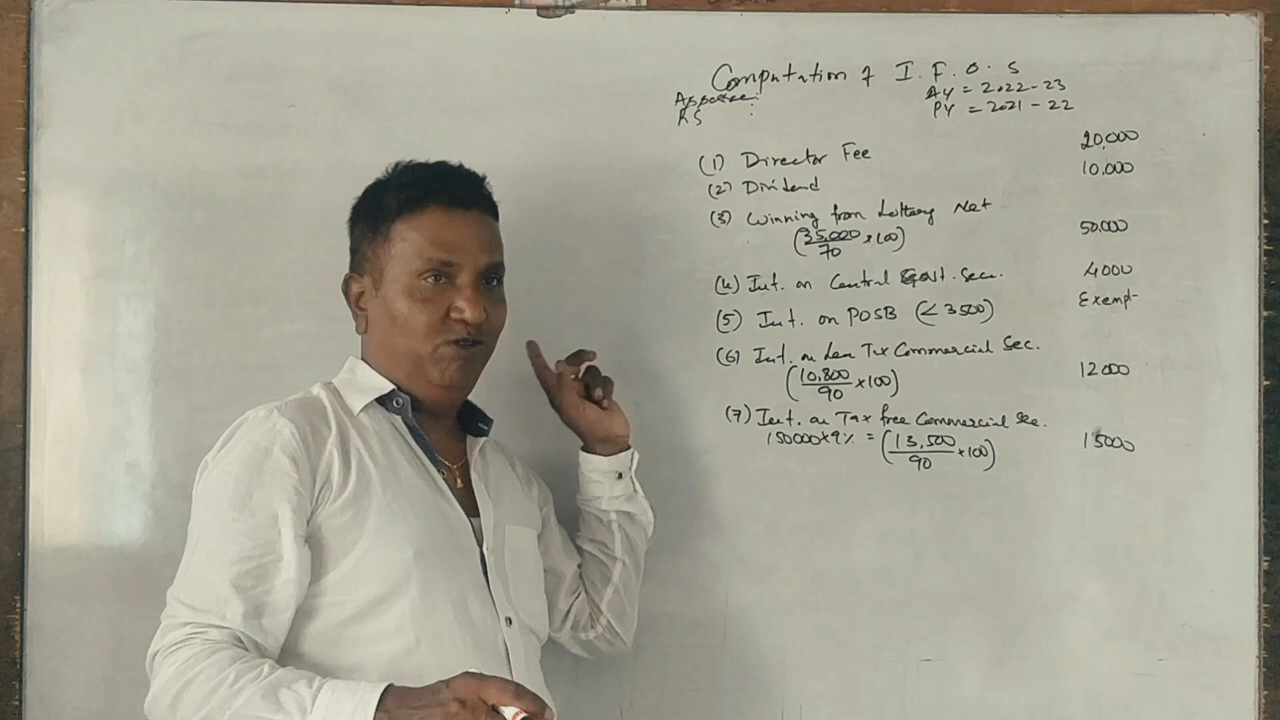 Computation of I. F. O. S
Assessee: AY = 2022-23
RS PY = 2021-22
20,000
(1) Director Fee
(2) Dividend 10,000
(3) Winning from Lottery Net
(35,000/70 × 100) 50,000
(4) Int. on Central Govt. Secu. 4000
(5) Int. on POSB (< 3500) Exempt
(6) Int. on Less Tax Commercial Sec.
(10,800/90 × 100) 12000
(7) Int. on Tax free Commercial Sec.
150000×9% = (13,500/90 × 100) 15000